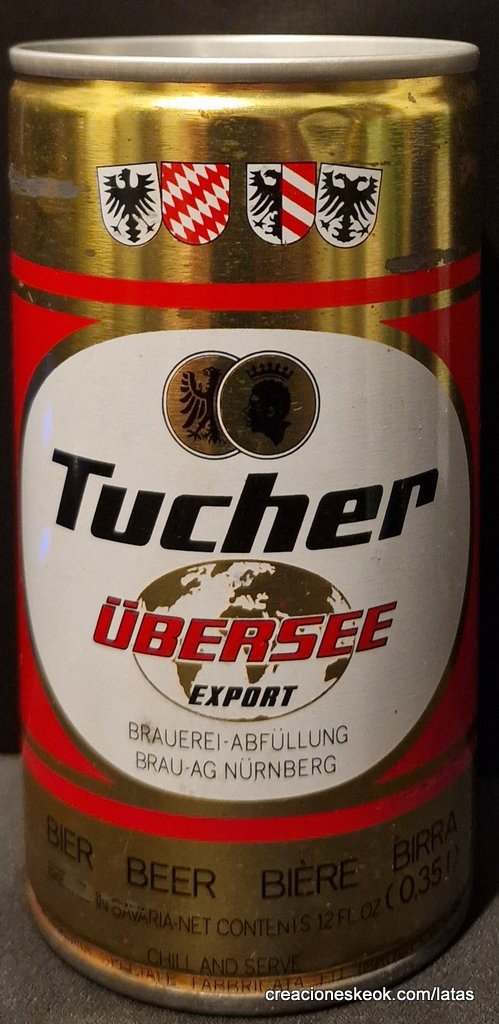 Tucher
ÜBERSEE
EXPORT
BRAUEREI-ABFÜLLUNG
BRAU-AG NÜRNBERG
BIER BEER BIÈRE BIRRA
IN BAVARIA-NET CONTENTS 12 FL OZ (0,35 l)
CHILL AND SERVE
FABBRICATA
creacioneskeok.com/latas